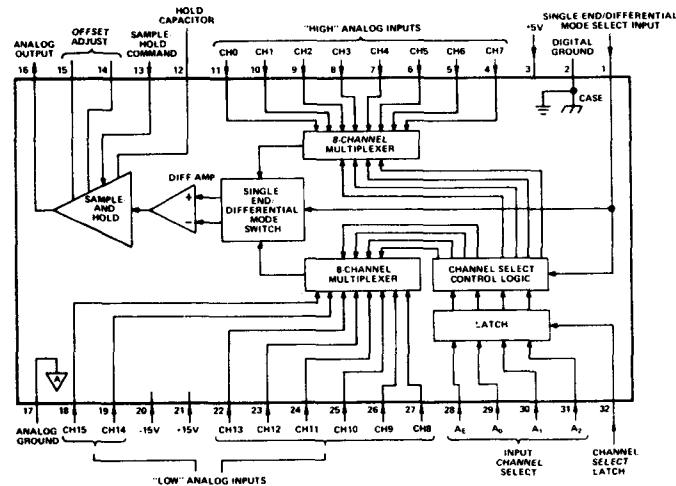 HOLD
CAPACITOR
SINGLE END/DIFFERENTIAL
MODE SELECT INPUT
OFFSET
ADJUST
SAMPLE-
HOLD
COMMAND
"HIGH" ANALOG INPUTS
+5V
DIGITAL
GROUND
ANALOG
OUTPUT
CH0 CH1 CH2 CH3 CH4 CH5 CH6 CH7
16 15 14 13 12 11 10 9 8 7 6 5 4 3 2 1
CASE
8-CHANNEL
MULTIPLEXER
DIFF AMP
SAMPLE
AND
HOLD
+
−
SINGLE
END/
DIFFERENTIAL
MODE
SWITCH
8-CHANNEL
MULTIPLEXER
CHANNEL SELECT
CONTROL LOGIC
LATCH
A
17 18 19 20 21 22 23 24 25 26 27 28 29 30 31 32
ANALOG
GROUND
CH15 CH14 -15V +15V CH13 CH12 CH11 CH10 CH9 CH8 AE A0 A1 A2
INPUT
CHANNEL
SELECT
CHANNEL
SELECT
LATCH
"LOW" ANALOG INPUTS